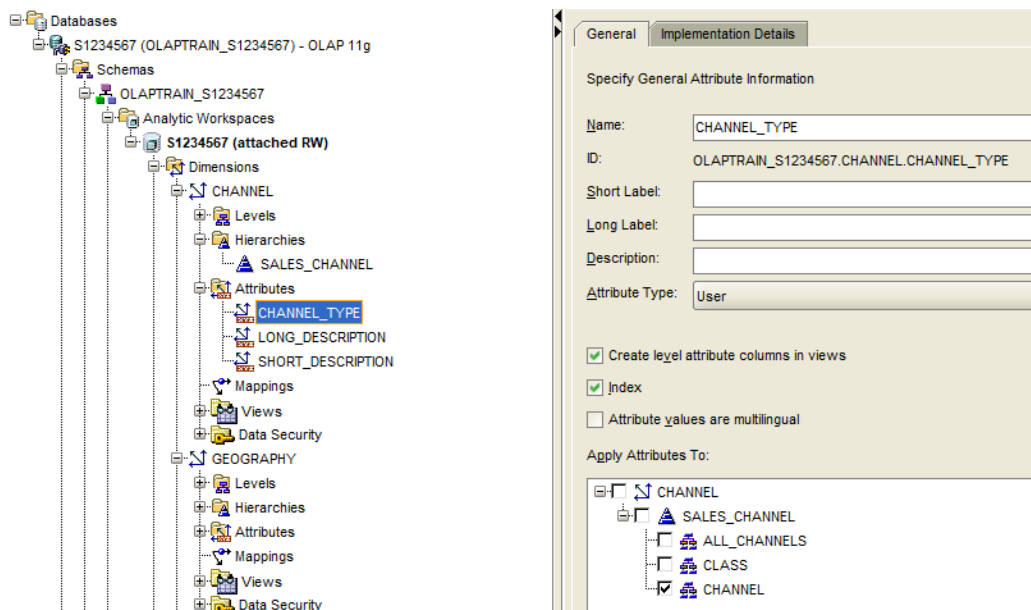 Databases
S1234567 (OLAPTRAIN_S1234567) - OLAP 11g
Schemas
OLAPTRAIN_S1234567
Analytic Workspaces
S1234567 (attached RW)
Dimensions
CHANNEL
Levels
Hierarchies
SALES_CHANNEL
Attributes
CHANNEL_TYPE
LONG_DESCRIPTION
SHORT_DESCRIPTION
Mappings
Views
Data Security
GEOGRAPHY
Levels
Hierarchies
Attributes
Mappings
Views
Data Security
General Implementation Details
Specify General Attribute Information
Name: CHANNEL_TYPE
ID: OLAPTRAIN_S1234567.CHANNEL.CHANNEL_TYPE
Short Label:
Long Label:
Description:
Attribute Type: User
Create level attribute columns in views
Index
Attribute values are multilingual
Apply Attributes To:
CHANNEL
SALES_CHANNEL
ALL_CHANNELS
CLASS
CHANNEL